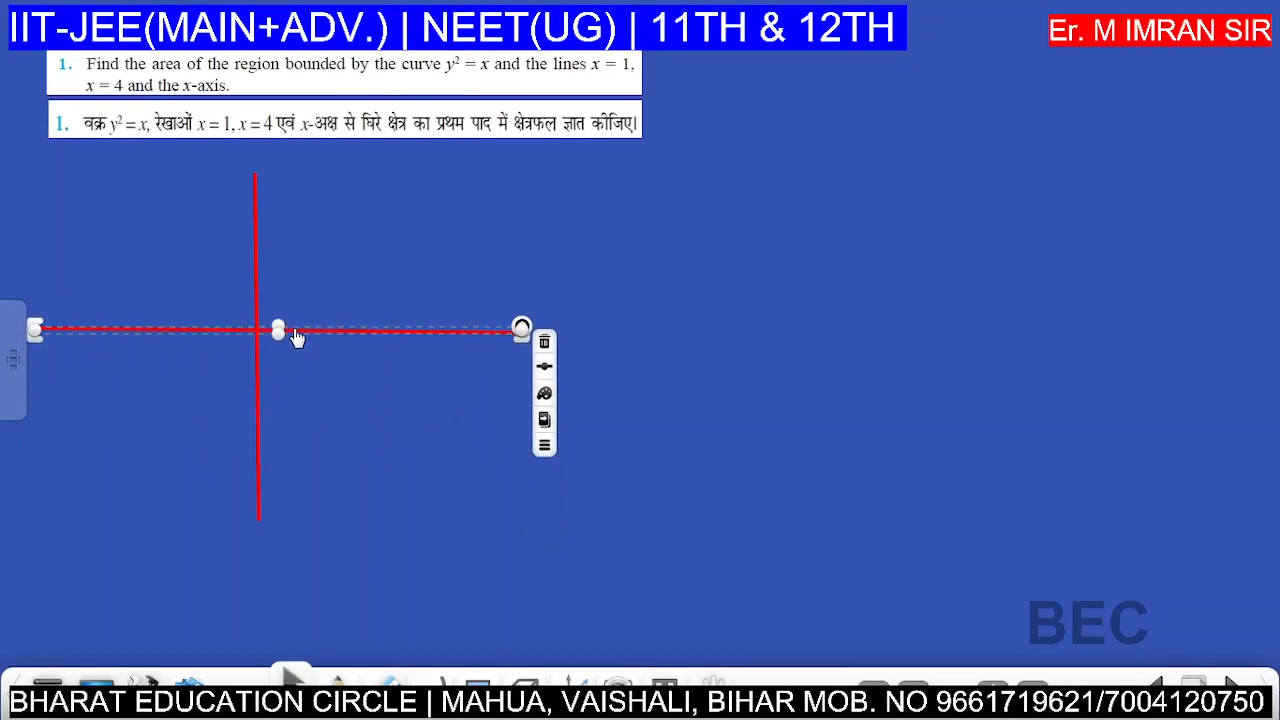 IIT-JEE(MAIN+ADV.) | NEET(UG) | 11TH & 12TH
Er. M IMRAN SIR
1. Find the area of the region bounded by the curve y² = x and the lines x = 1,
x = 4 and the x-axis.
1. वक्र y² = x, रेखाओं x = 1, x = 4 एवं x-अक्ष से घिरे क्षेत्र का प्रथम पाद में क्षेत्रफल ज्ञात कीजिए।
BEC
BHARAT EDUCATION CIRCLE | MAHUA, VAISHALI, BIHAR MOB. NO 9661719621/7004120750